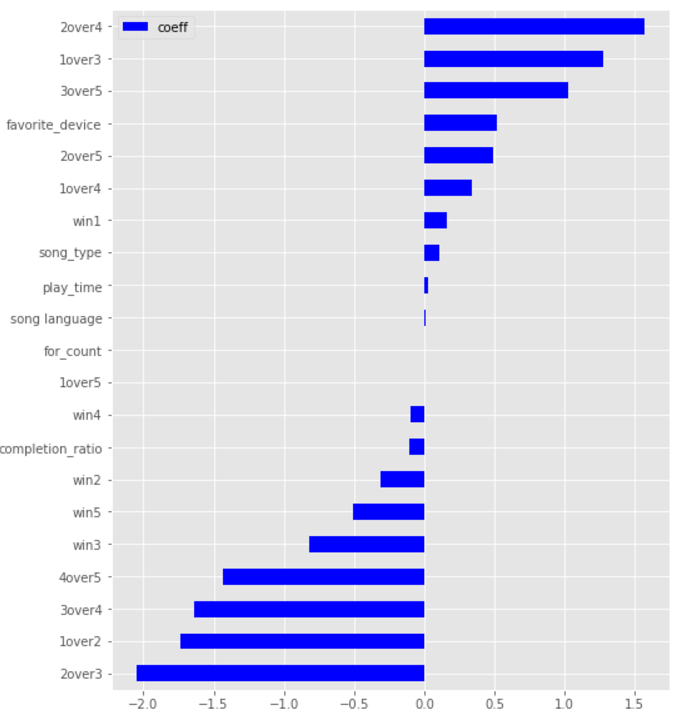 coeff
2over4
1over3
3over5
favorite_device
2over5
1over4
win1
song_type
play_time
song language
for_count
1over5
win4
completion_ratio
win2
win5
win3
4over5
3over4
1over2
2over3
−2.0 −1.5 −1.0 −0.5 0.0 0.5 1.0 1.5